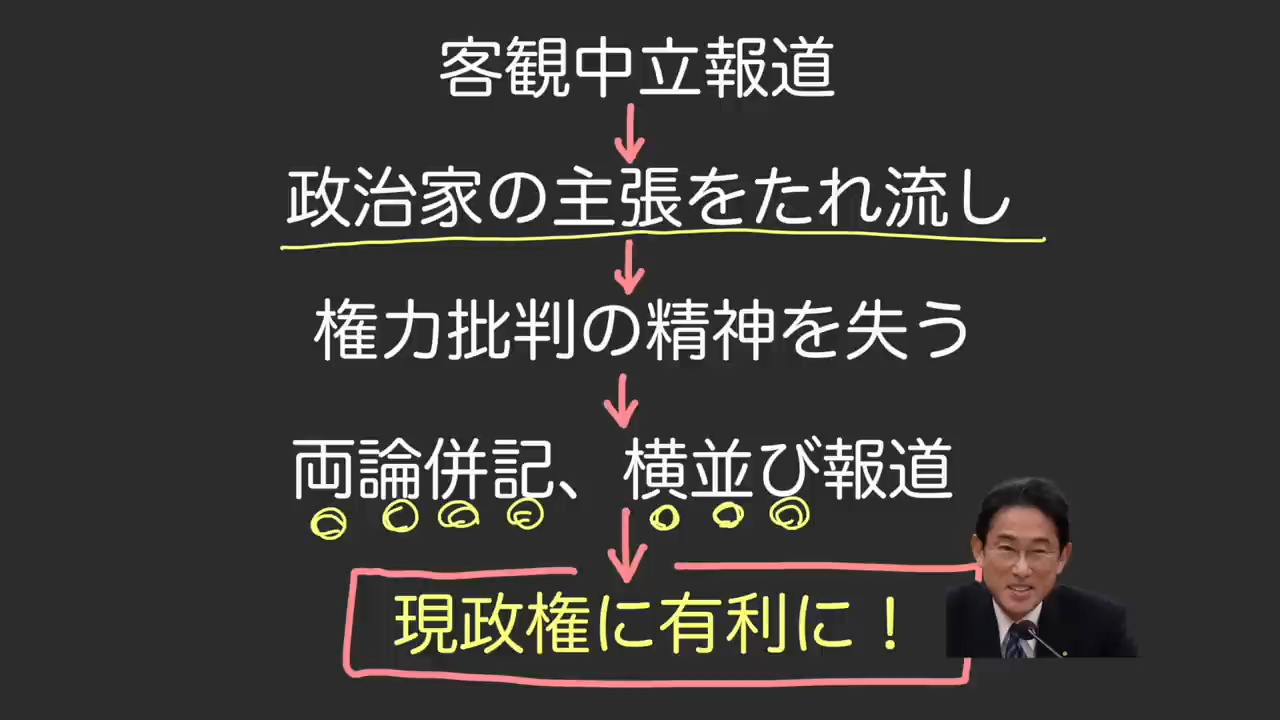 客観中立報道
政治家の主張をたれ流し
権力批判の精神を失う
両論併記、横並び報道
現政権に有利に！